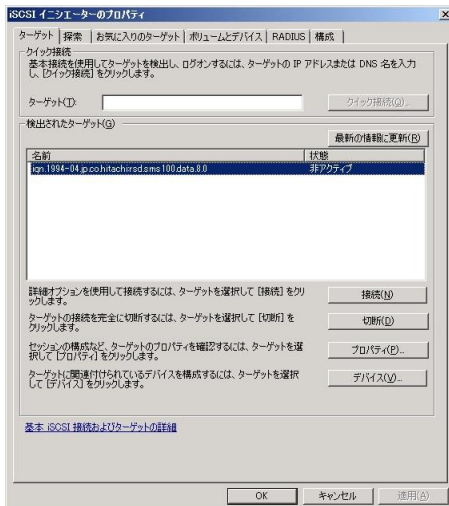 iSCSI イニシエーターのプロパティ
ターゲット 探索 お気に入りのターゲット ボリュームとデバイス RADIUS 構成
クイック接続
基本接続を使用してターゲットを検出し、ログオンするには、ターゲットの IP アドレスまたは DNS 名を入力
し、[クイック接続] をクリックします。
ターゲット(T): クイック接続(Q)...
検出されたターゲット(G)
最新の情報に更新(R)
名前 状態
iqn.1994-04.jp.co.hitachi:rsd.sms100.data.8.0 非アクティブ
詳細オプションを使用して接続するには、ターゲットを選択して [接続] をクリ
ックします。
接続(N)
ターゲットの接続を完全に切断するには、ターゲットを選択して [切断] を
クリックします。
切断(D)
セッションの構成など、ターゲットのプロパティを確認するには、ターゲットを選
択して [プロパティ] をクリックします。
プロパティ(P)...
ターゲットに関連付けられているデバイスを構成するには、ターゲットを選択
して [デバイス] をクリックします。
デバイス(V)...
基本 iSCSI 接続およびターゲットの詳細
OK キャンセル 適用(A)